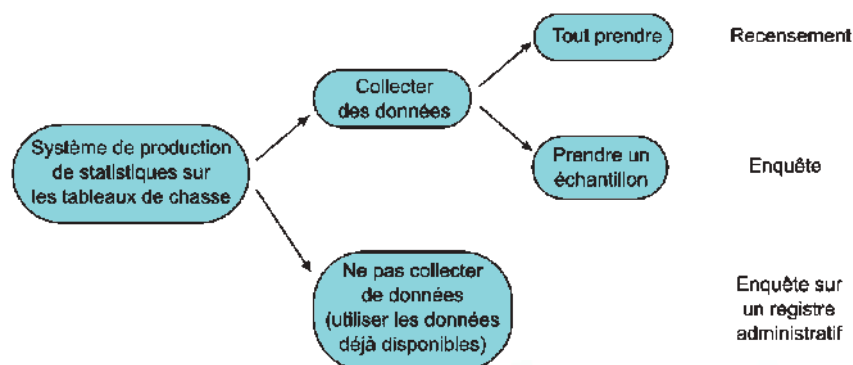 Système de production
de statistiques sur
les tableaux de chasse
Collecter
des données
Tout prendre
Recensement
Prendre un
échantillon
Enquête
Ne pas collecter
de données
(utiliser les données
déjà disponibles)
Enquête sur
un registre
administratif